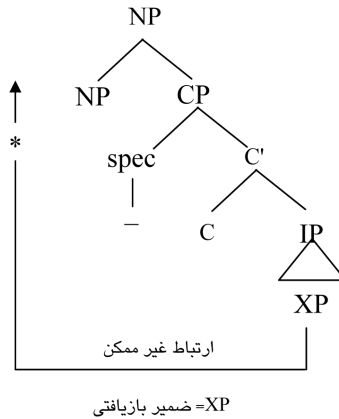 NP
NP CP
* spec C'
– C IP
XP
ارتباط غیر ممکن
XP= ضمیر بازیافتی